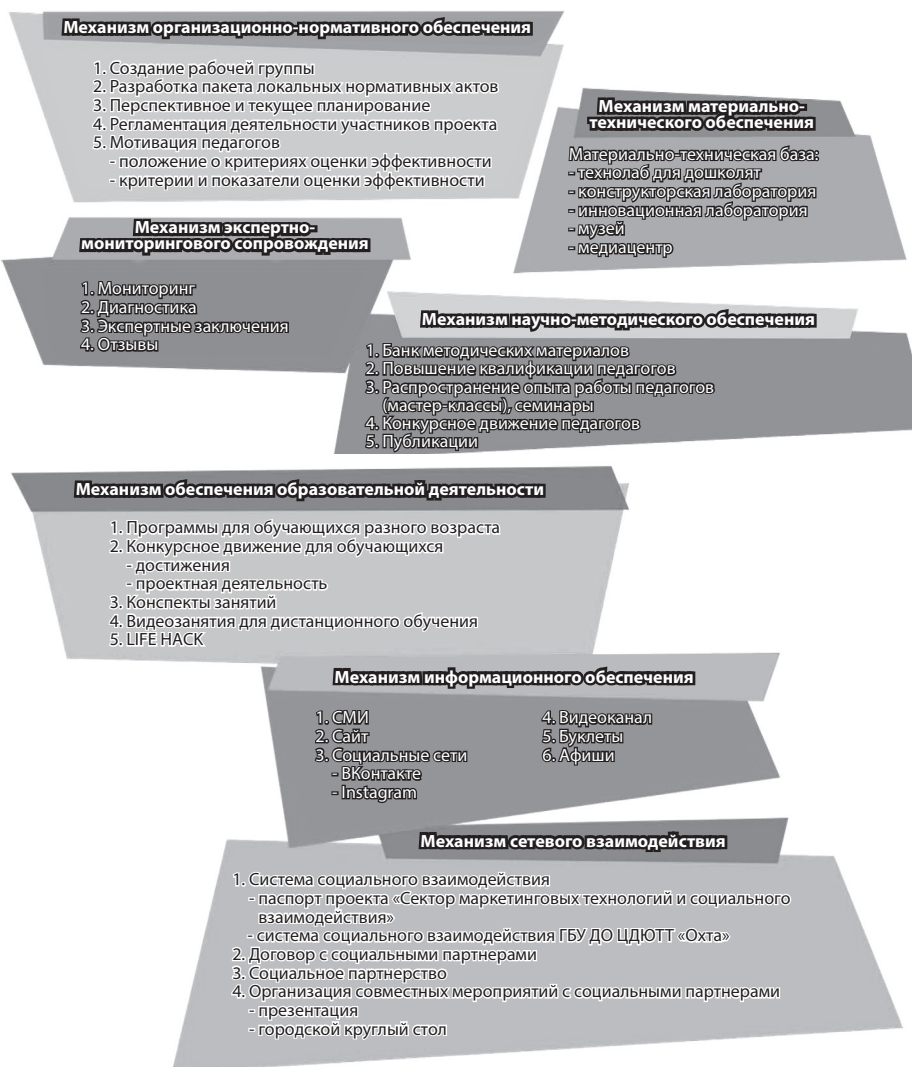 Механизм организационно-нормативного обеспечения
1. Создание рабочей группы
2. Разработка пакета локальных нормативных актов
3. Перспективное и текущее планирование
4. Регламентация деятельности участников проекта
5. Мотивация педагогов
- положение о критериях оценки эффективности
- критерии и показатели оценки эффективности
Механизм материально-
технического обеспечения
Материально-техническая база:
- технолаб для дошколят
- конструкторская лаборатория
- инновационная лаборатория
- музей
- медиацентр
Механизм экспертно-
мониторингового сопровождения
1. Мониторинг
2. Диагностика
3. Экспертные заключения
4. Отзывы
Механизм научно-методического обеспечения
1. Банк методических материалов
2. Повышение квалификации педагогов
3. Распространение опыта работы педагогов
(мастер-классы), семинары
4. Конкурсное движение педагогов
5. Публикации
Механизм обеспечения образовательной деятельности
1. Программы для обучающихся разного возраста
2. Конкурсное движение для обучающихся
- достижения
- проектная деятельность
3. Конспекты занятий
4. Видеозанятия для дистанционного обучения
5. LIFE HACK
Механизм информационного обеспечения
1. СМИ
2. Сайт
3. Социальные сети
- ВКонтакте
- Instagram
4. Видеоканал
5. Буклеты
6. Афиши
Механизм сетевого взаимодействия
1. Система социального взаимодействия
- паспорт проекта «Сектор маркетинговых технологий и социального
взаимодействия»
- система социального взаимодействия ГБУ ДО ЦДЮТТ «Охта»
2. Договор с социальными партнерами
3. Социальное партнерство
4. Организация совместных мероприятий с социальными партнерами
- презентация
- городской круглый стол